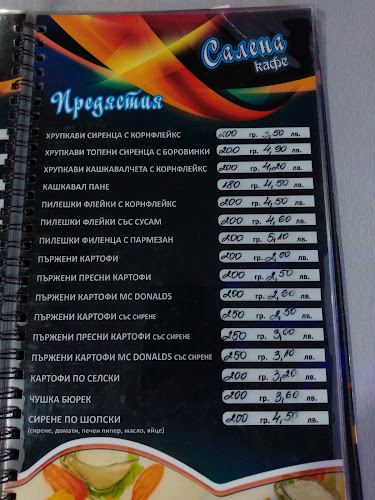 Салена
кафе
Предястия
ХРУПКАВИ СИРЕНЦА С КОРНФЛЕЙКС 200 гр. 3,50 лв.
ХРУПКАВИ ТОПЕНИ СИРЕНЦА С БОРОВИНКИ 200 гр. 4,90 лв.
ХРУПКАВИ КАШКАВАЛЧЕТА С КОРНФЛЕЙКС 200 гр. 4,20 лв.
КАШКАВАЛ ПАНЕ 180 гр. 4,50 лв.
ПИЛЕШКИ ФЛЕЙКИ С КОРНФЛЕЙКС 200 гр. 4,50 лв.
ПИЛЕШКИ ФЛЕЙКИ СЪС СУСАМ 200 гр. 4,60 лв.
ПИЛЕШКИ ФИЛЕНЦА С ПАРМЕЗАН 200 гр. 5,10 лв.
ПЪРЖЕНИ КАРТОФИ 200 гр. 2,00 лв.
ПЪРЖЕНИ ПРЕСНИ КАРТОФИ 200 гр. 2,50 лв.
ПЪРЖЕНИ КАРТОФИ MC DONALDS 200 гр. 2,60 лв.
ПЪРЖЕНИ КАРТОФИ СЪС СИРЕНЕ 250 гр. 2,50 лв.
ПЪРЖЕНИ ПРЕСНИ КАРТОФИ СЪС СИРЕНЕ 250 гр. 3,00 лв.
ПЪРЖЕНИ КАРТОФИ MC DONALDS СЪС СИРЕНЕ 250 гр. 3,10 лв.
КАРТОФИ ПО СЕЛСКИ 200 гр. 3,20 лв.
ЧУШКА БЮРЕК 200 гр. 3,60 лв.
СИРЕНЕ ПО ШОПСКИ 200 гр. 4,50 лв.
(сирене, домати, печен пипер, масло, яйце)